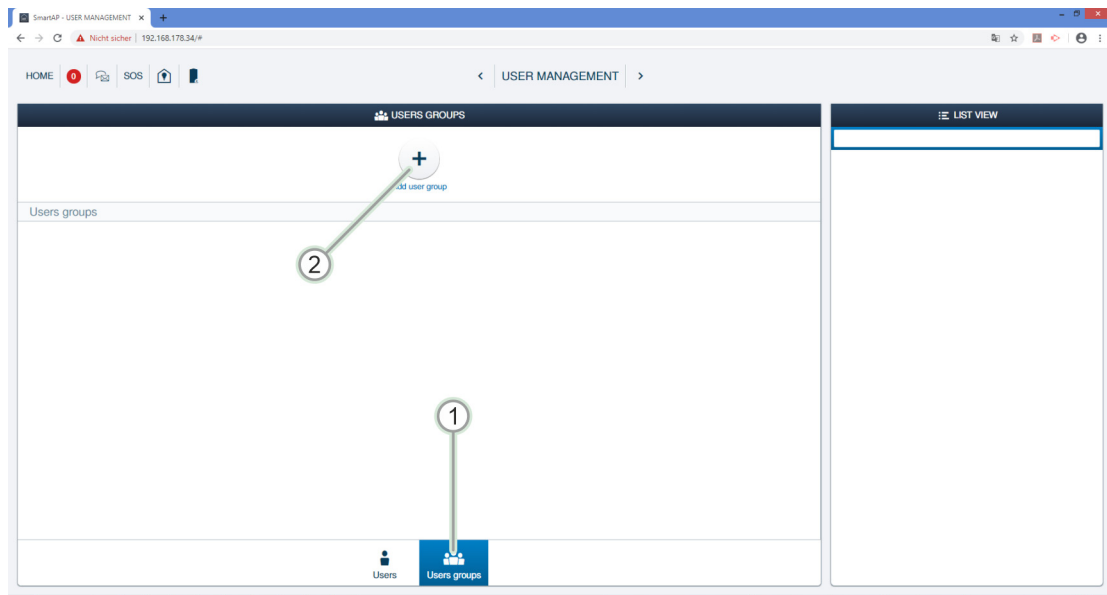 SmartAP - USER MANAGEMENT
Nicht sicher | 192.168.178.34/#
HOME 0 SOS USER MANAGEMENT
USERS GROUPS
LIST VIEW
Add user group
Users groups
2
1
Users
Users groups